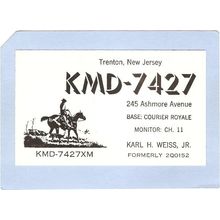 Trenton, New Jersey
KMD-7427
245 Ashmore Avenue
BASE: COURIER ROYALE
MONITOR: CH. 11
KARL H. WEISS, JR.
KMD-7427XM
FORMERLY 2Q0152